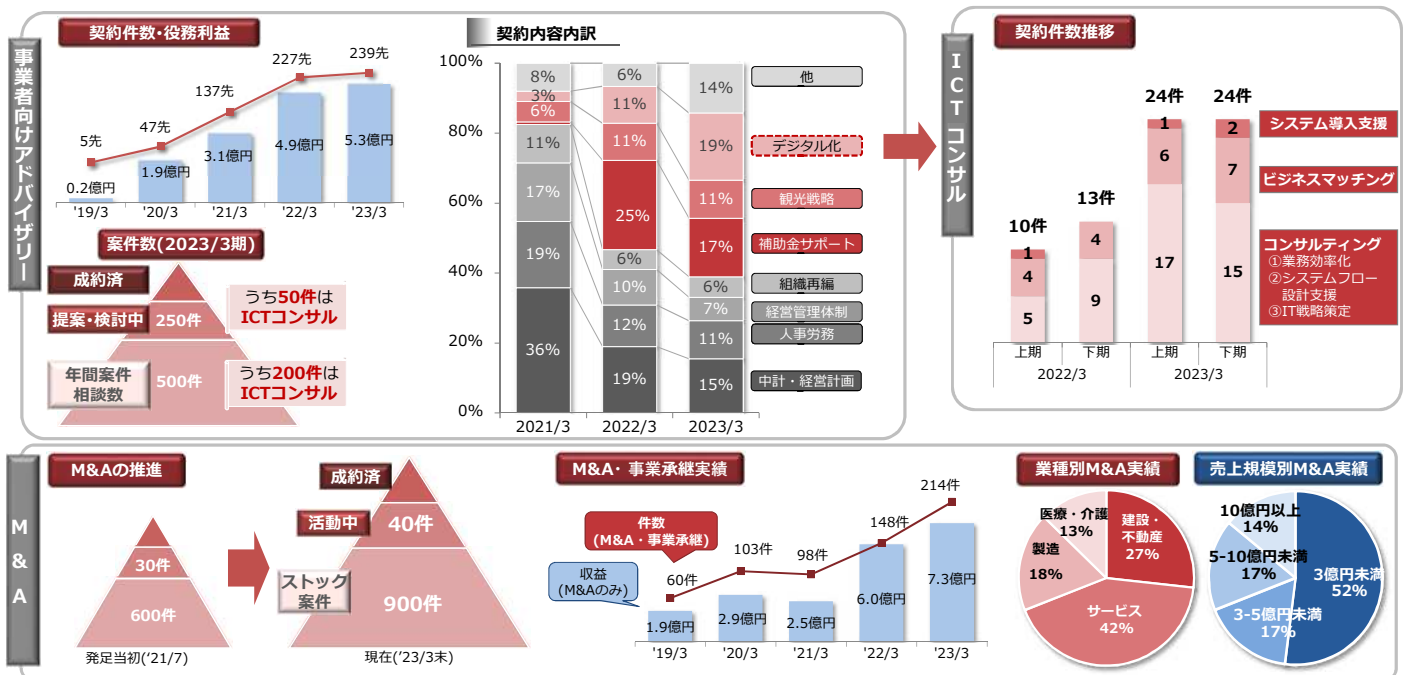 事業者向けアドバイザリー
契約件数・役務利益
5先
47先
137先
227先
239先
0.2億円
1.9億円
3.1億円
4.9億円
5.3億円
'19/3
'20/3
'21/3
'22/3
'23/3
案件数(2023/3期)
成約済
提案・検討中
250件
うち50件は
ICTコンサル
年間案件
相談数
500件
うち200件は
ICTコンサル
契約内容内訳
100%
80%
60%
40%
20%
0%
8%
3%
6%
11%
17%
19%
36%
6%
11%
11%
25%
6%
10%
12%
19%
14%
19%
11%
17%
6%
7%
11%
15%
2021/3
2022/3
2023/3
他
デジタル化
観光戦略
補助金サポート
組織再編
経営管理体制
人事労務
中計・経営計画
ICTコンサル
契約件数推移
10件
13件
24件
24件
1
4
5
4
9
1
6
17
2
7
15
上期
下期
上期
下期
2022/3
2023/3
システム導入支援
ビジネスマッチング
コンサルティング
①業務効率化
②システムフロー
設計支援
③IT戦略策定
M&A
M&Aの推進
30件
600件
発足当初('21/7)
成約済
活動中
40件
ストック
案件
900件
現在('23/3末)
M&A・事業承継実績
件数
(M&A・事業承継)
収益
(M&Aのみ)
60件
103件
98件
148件
214件
1.9億円
2.9億円
2.5億円
6.0億円
7.3億円
'19/3
'20/3
'21/3
'22/3
'23/3
業種別M&A実績
医療・介護
13%
建設・
不動産
27%
製造
18%
サービス
42%
売上規模別M&A実績
10億円以上
14%
5-10億円未満
17%
3億円未満
52%
3-5億円未満
17%